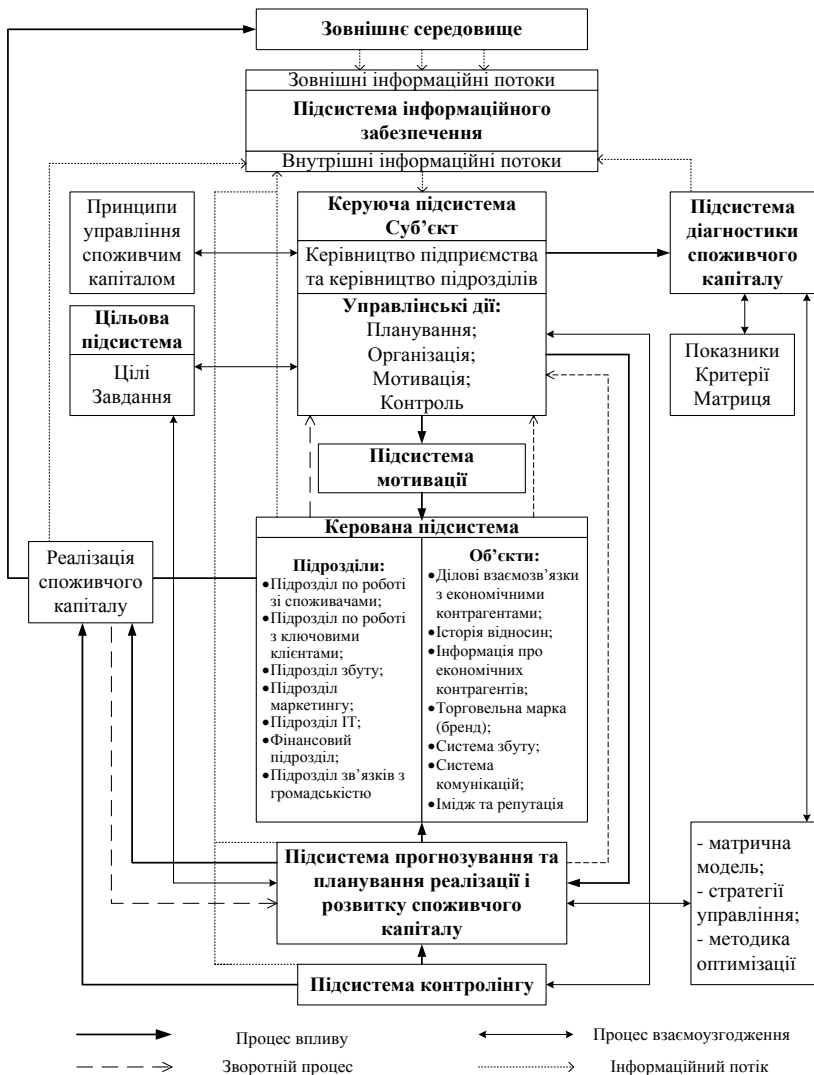 Зовнішнє середовище
Зовнішні інформаційні потоки
Підсистема інформаційного
забезпечення
Внутрішні інформаційні потоки
Принципи
управління
споживчим
капіталом
Керуюча підсистема
Суб’єкт
Керівництво підприємства
та керівництво підрозділів
Управлінські дії:
Планування;
Організація;
Мотивація;
Контроль
Підсистема
діагностики
споживчого
капіталу
Цільова
підсистема
Цілі
Завдання
Показники
Критерії
Матриця
Підсистема
мотивації
Керована підсистема
Реалізація
споживчого
капіталу
Підрозділи:
•Підрозділ по роботі
зі споживачами;
•Підрозділ по роботі
з ключовими
клієнтами;
•Підрозділ збуту;
•Підрозділ
маркетингу;
•Підрозділ ІТ;
•Фінансовий
підрозділ;
•Підрозділ зв’язків з
громадськістю
Об’єкти:
•Ділові взаємозв’язки
з економічними
контрагентами;
•Історія відносин;
•Інформація про
економічних
контрагентів;
•Торговельна марка
(бренд);
•Система збуту;
•Система
комунікацій;
•Імідж та репутація
Підсистема прогнозування та
планування реалізації і
розвитку споживчого
капіталу
- матрична
модель;
- стратегії
управління;
- методика
оптимізації
Підсистема контролінгу
Процес впливу
Процес взаємоузгодження
Зворотній процес
Інформаційний потік